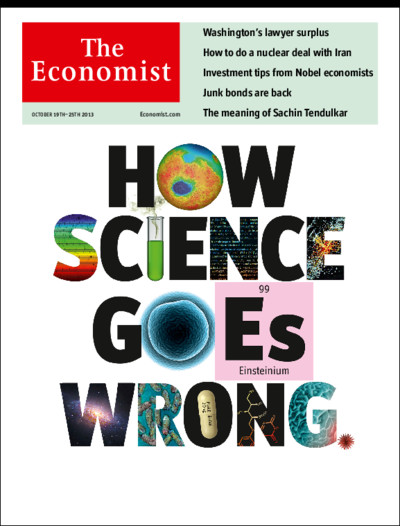 The
Economist
OCTOBER 19TH–25TH 2013
Economist.com
Washington's lawyer surplus
How to do a nuclear deal with Iran
Investment tips from Nobel economists
Junk bonds are back
The meaning of Sachin Tendulkar
HOW
SCIENCE
GOEs
99
Einsteinium
WRONG.